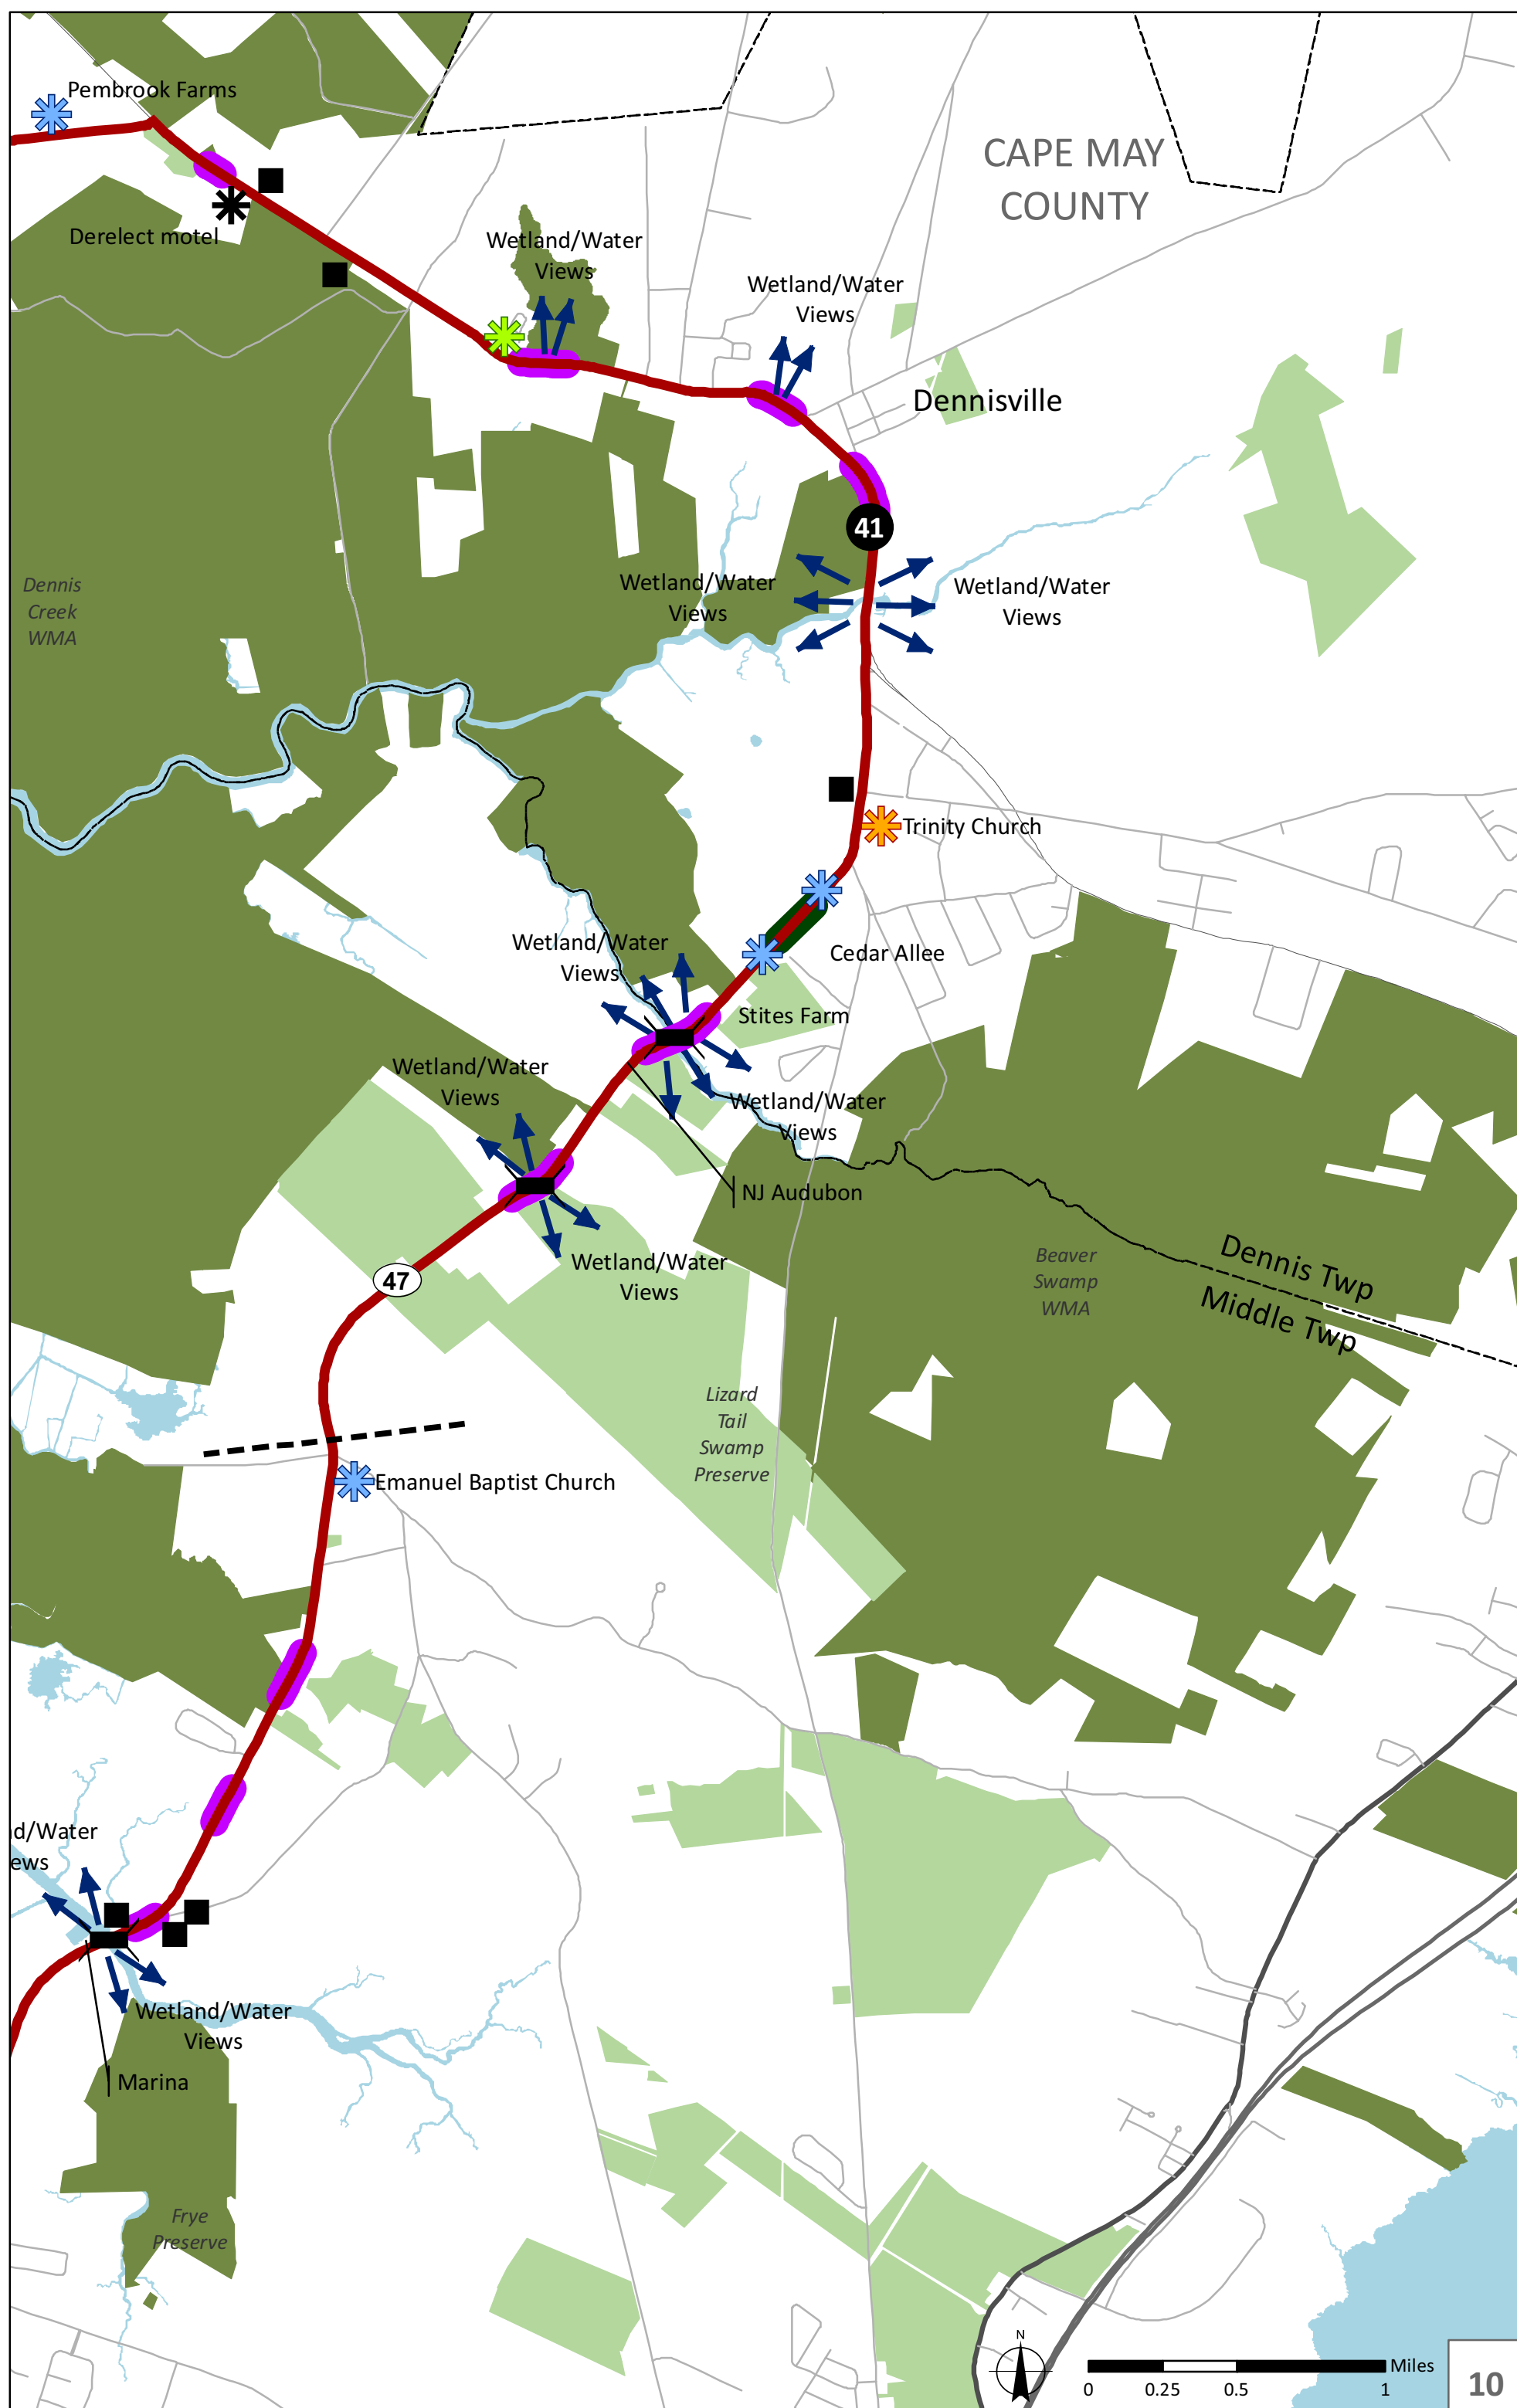 Pembrook Farms
CAPE MAY
COUNTY
Derelect motel
Wetland/Water
Views
Wetland/Water
Views
Dennisville
41
Dennis
Creek
WMA
Wetland/Water
Views
Wetland/Water
Views
Trinity Church
Wetland/Water
Views
Cedar Allee
Stites Farm
Wetland/Water
Views
Wetland/Water
Views
NJ Audubon
Wetland/Water
Views
47
Beaver
Swamp
WMA
Dennis Twp
Middle Twp
Lizard
Tail
Swamp
Preserve
Emanuel Baptist Church
d/Water
ews
Wetland/Water
Views
Marina
Frye
Preserve
N
Miles
0 0.25 0.5 1
10